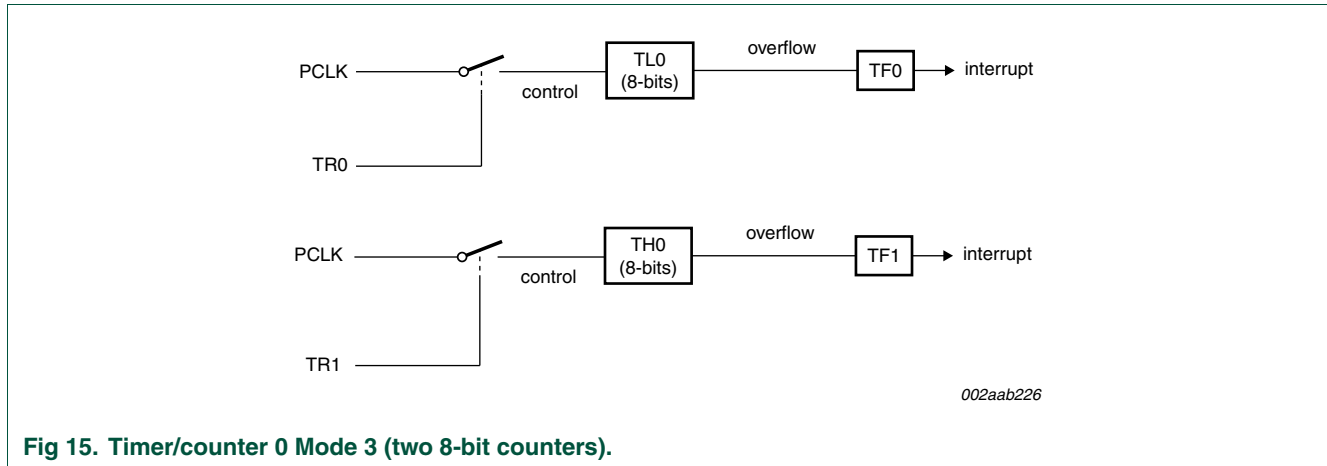 PCLK
control
TL0
(8-bits)
overflow
TF0
interrupt
TR0
PCLK
control
TH0
(8-bits)
overflow
TF1
interrupt
TR1
002aab226
Fig 15. Timer/counter 0 Mode 3 (two 8-bit counters).